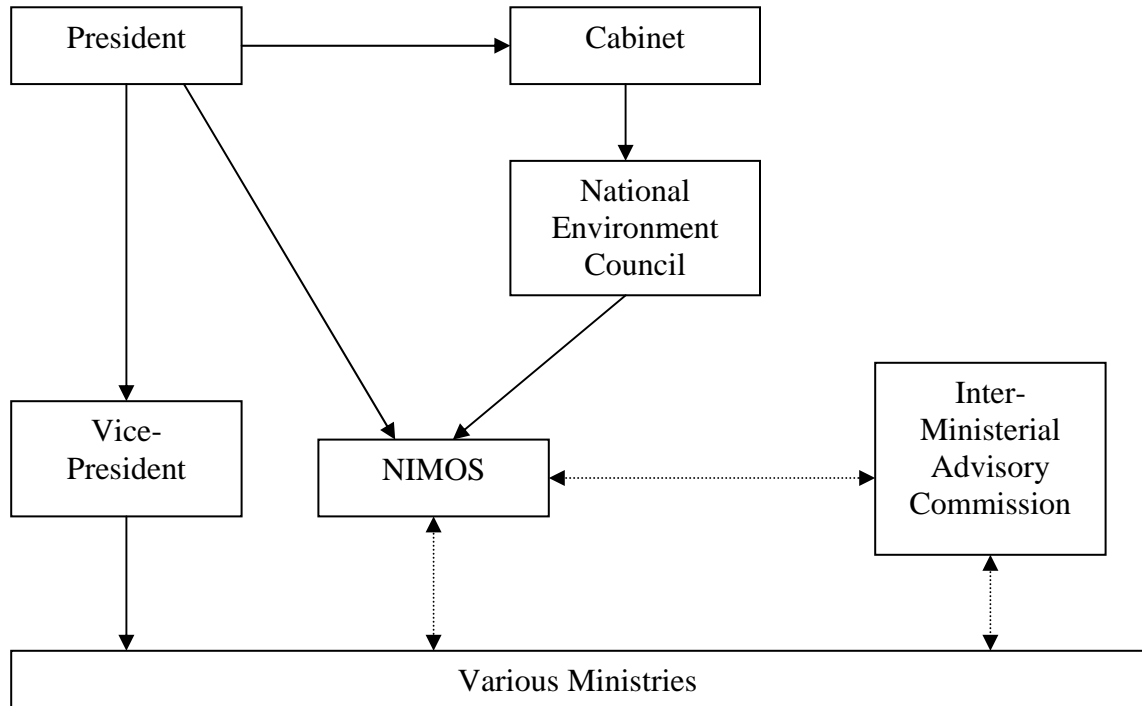 President
Cabinet
National
Environment
Council
Vice-
President
NIMOS
Inter-
Ministerial
Advisory
Commission
Various Ministries